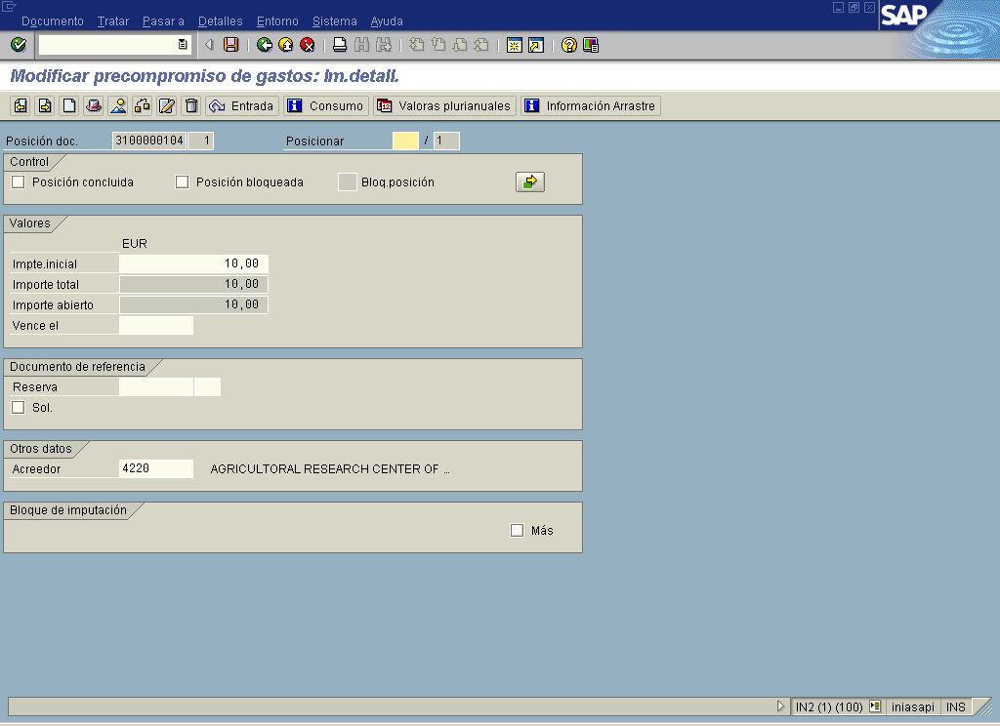 Documento Tratar Pasar a Detalles Entorno Sistema Ayuda
SAP
Modificar precompromiso de gastos: Im.detall.
Entrada Consumo Valoras plurianuales Información Arrastre
Posición doc. 3100000104 1 Posicionar / 1
Control
Posición concluida Posición bloqueada Bloq.posición
Valores
EUR
Impte.inicial 10,00
Importe total 10,00
Importe abierto 10,00
Vence el
Documento de referencia
Reserva
Sol.
Otros datos
Acreedor 4220 AGRICULTORAL RESEARCH CENTER OF ...
Bloque de imputación
Más
IN2 (1) (100) iniasapi INS